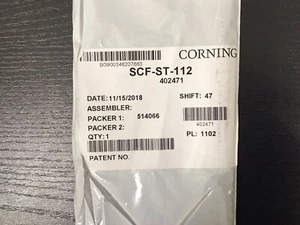 CORNING
SCF-ST-112
402471
DATE: 11/15/2018 SHIFT: 47
ASSEMBLER:
PACKER 1: 514066
PACKER 2:
402471
QTY: 1 PL: 1102
PATENT NO.